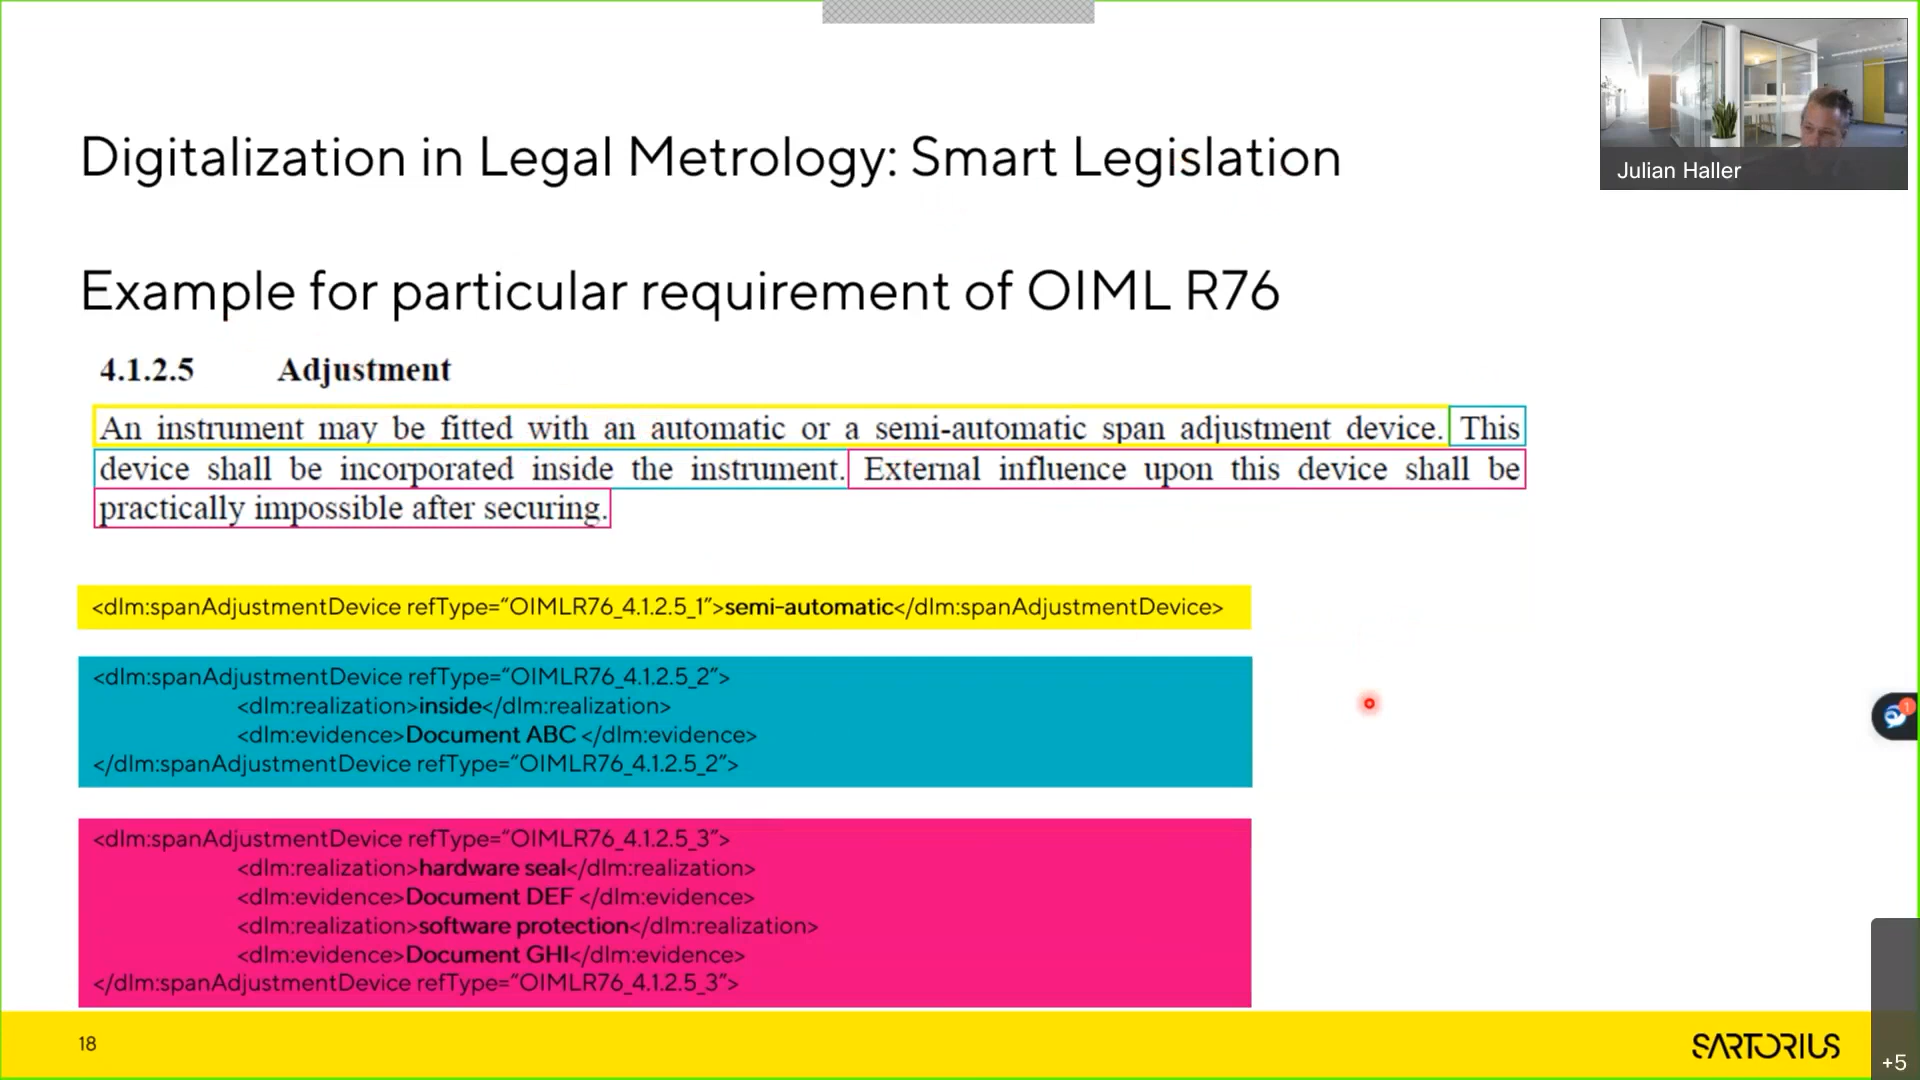 Julian Haller
Digitalization in Legal Metrology: Smart Legislation
Example for particular requirement of OIML R76
4.1.2.5 Adjustment
An instrument may be fitted with an automatic or a semi-automatic span adjustment device. This
device shall be incorporated inside the instrument. External influence upon this device shall be
practically impossible after securing.
<dlm:spanAdjustmentDevice refType=“OIMLR76_4.1.2.5_1”>semi-automatic</dlm:spanAdjustmentDevice>
<dlm:spanAdjustmentDevice refType=“OIMLR76_4.1.2.5_2”>
<dlm:realization>inside</dlm:realization>
<dlm:evidence>Document ABC </dlm:evidence>
</dlm:spanAdjustmentDevice refType=“OIMLR76_4.1.2.5_2”>
<dlm:spanAdjustmentDevice refType=“OIMLR76_4.1.2.5_3”>
<dlm:realization>hardware seal</dlm:realization>
<dlm:evidence>Document DEF </dlm:evidence>
<dlm:realization>software protection</dlm:realization>
<dlm:evidence>Document GHI</dlm:evidence>
</dlm:spanAdjustmentDevice refType=“OIMLR76_4.1.2.5_3”>
1
18
SARTORIUS
+5